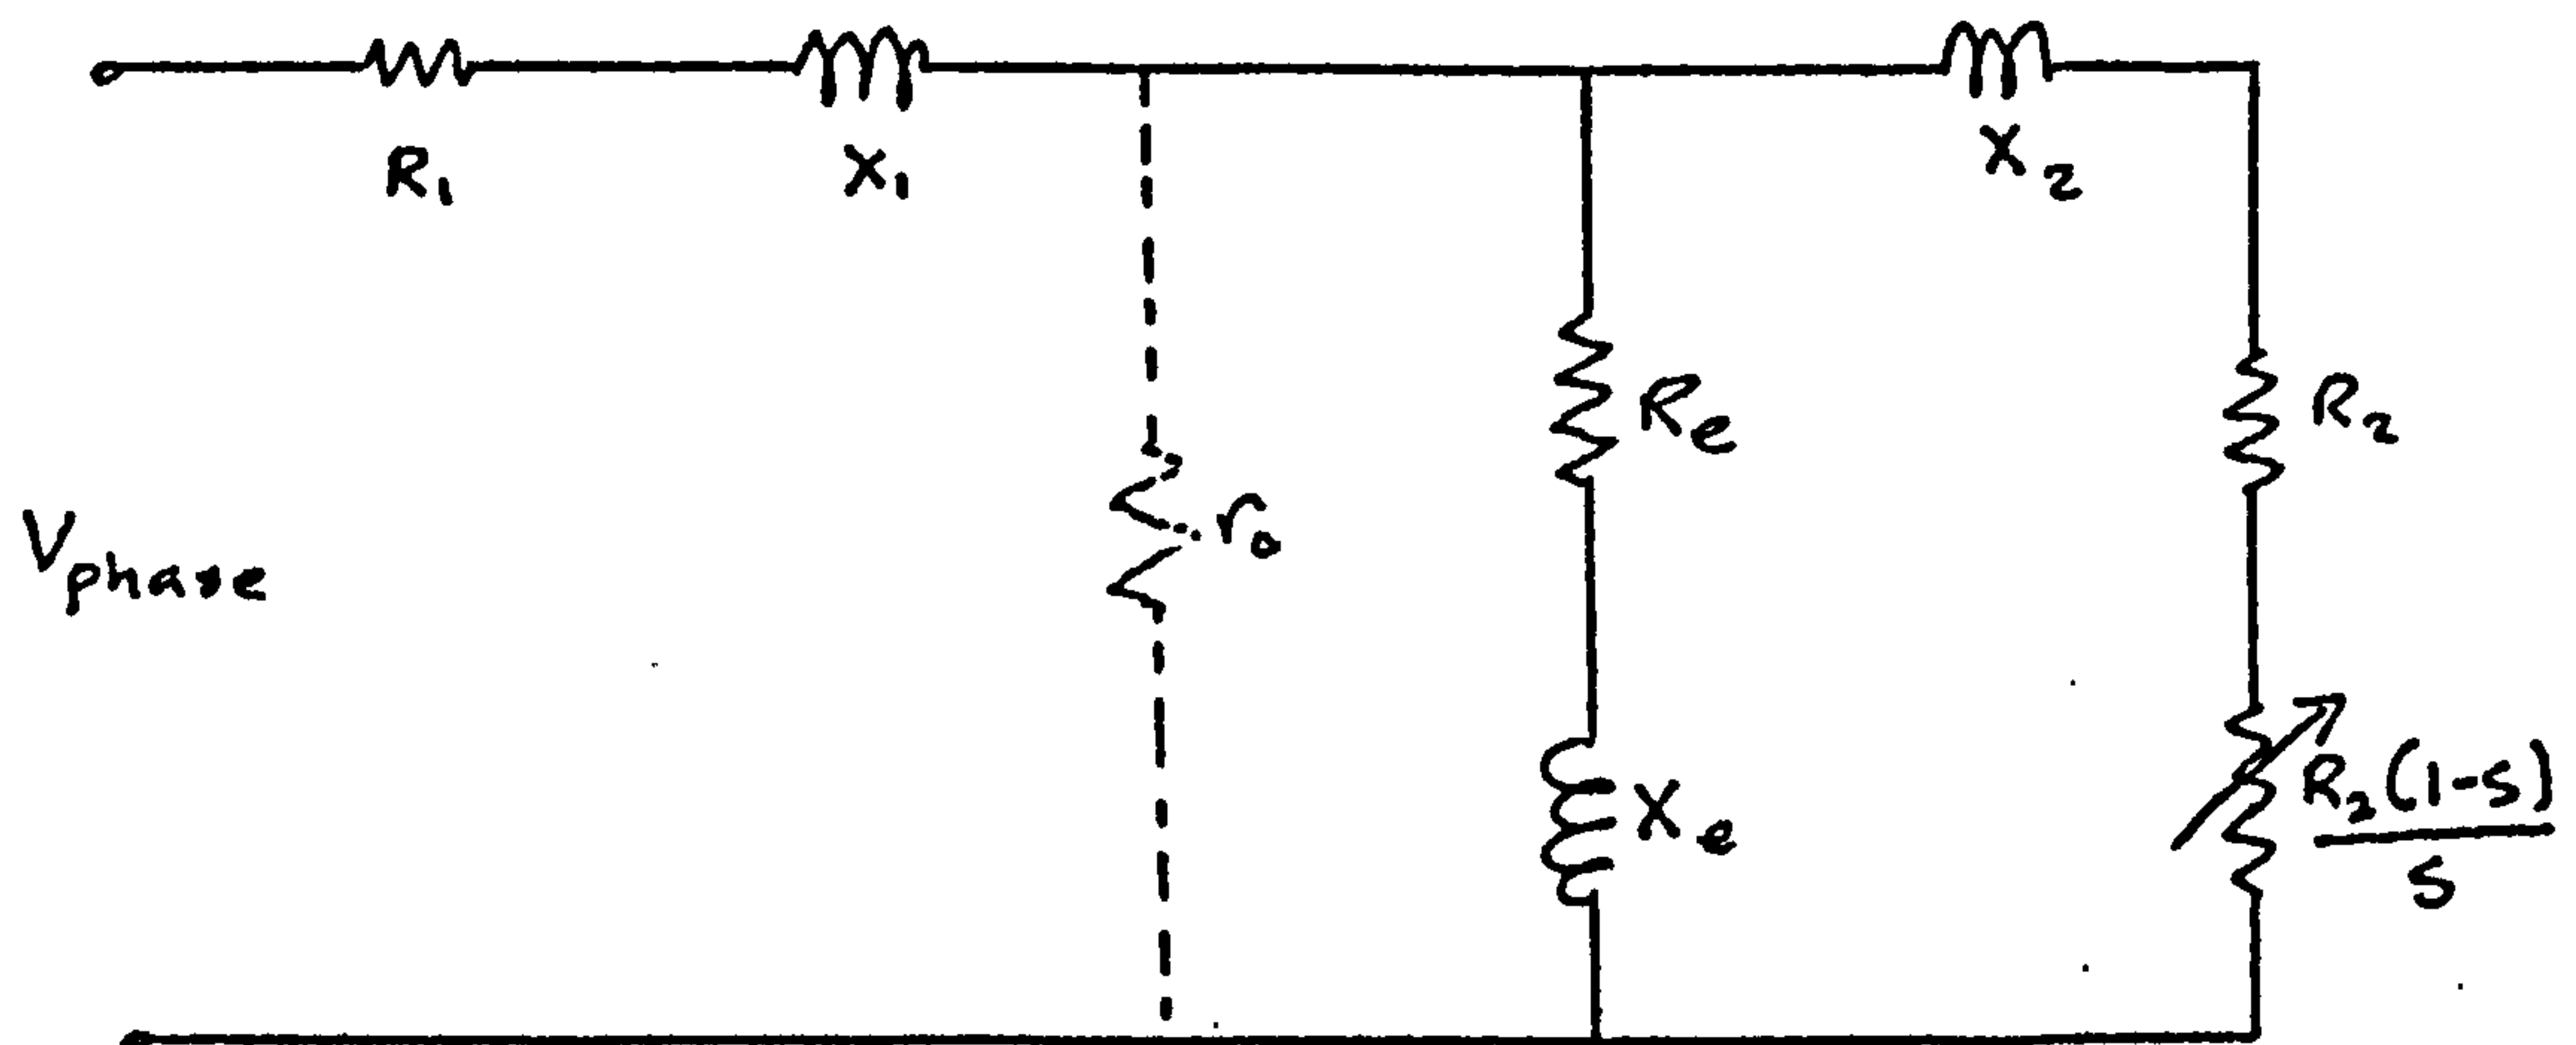 R₁
X₁
X₂
R₂
Re
r₀
Vphase
Xe
R₂(1-s)
s